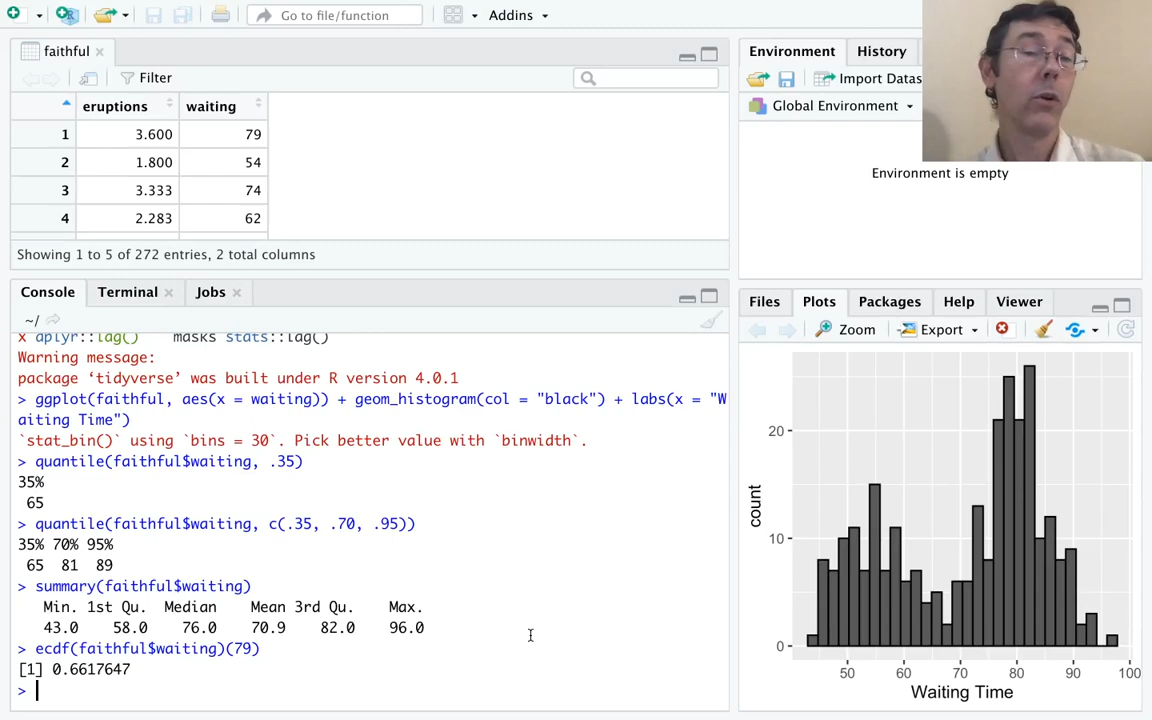 Go to file/function
Addins
faithful
Filter
eruptions waiting
1 3.600 79
2 1.800 54
3 3.333 74
4 2.283 62
Showing 1 to 5 of 272 entries, 2 total columns
Console Terminal Jobs
~/
x dplyr::lag() masks stats::lag()
Warning message:
package ‘tidyverse’ was built under R version 4.0.1
> ggplot(faithful, aes(x = waiting)) + geom_histogram(col = "black") + labs(x = "W
aiting Time")
`stat_bin()` using `bins = 30`. Pick better value with `binwidth`.
> quantile(faithful$waiting, .35)
35%
65
> quantile(faithful$waiting, c(.35, .70, .95))
35% 70% 95%
65 81 89
> summary(faithful$waiting)
Min. 1st Qu. Median Mean 3rd Qu. Max.
43.0 58.0 76.0 70.9 82.0 96.0
> ecdf(faithful$waiting)(79)
[1] 0.6617647
>
Environment History
Import Datas
Global Environment
Environment is empty
Files Plots Packages Help Viewer
Zoom Export
count
20
10
0
50 60 70 80 90 100
Waiting Time